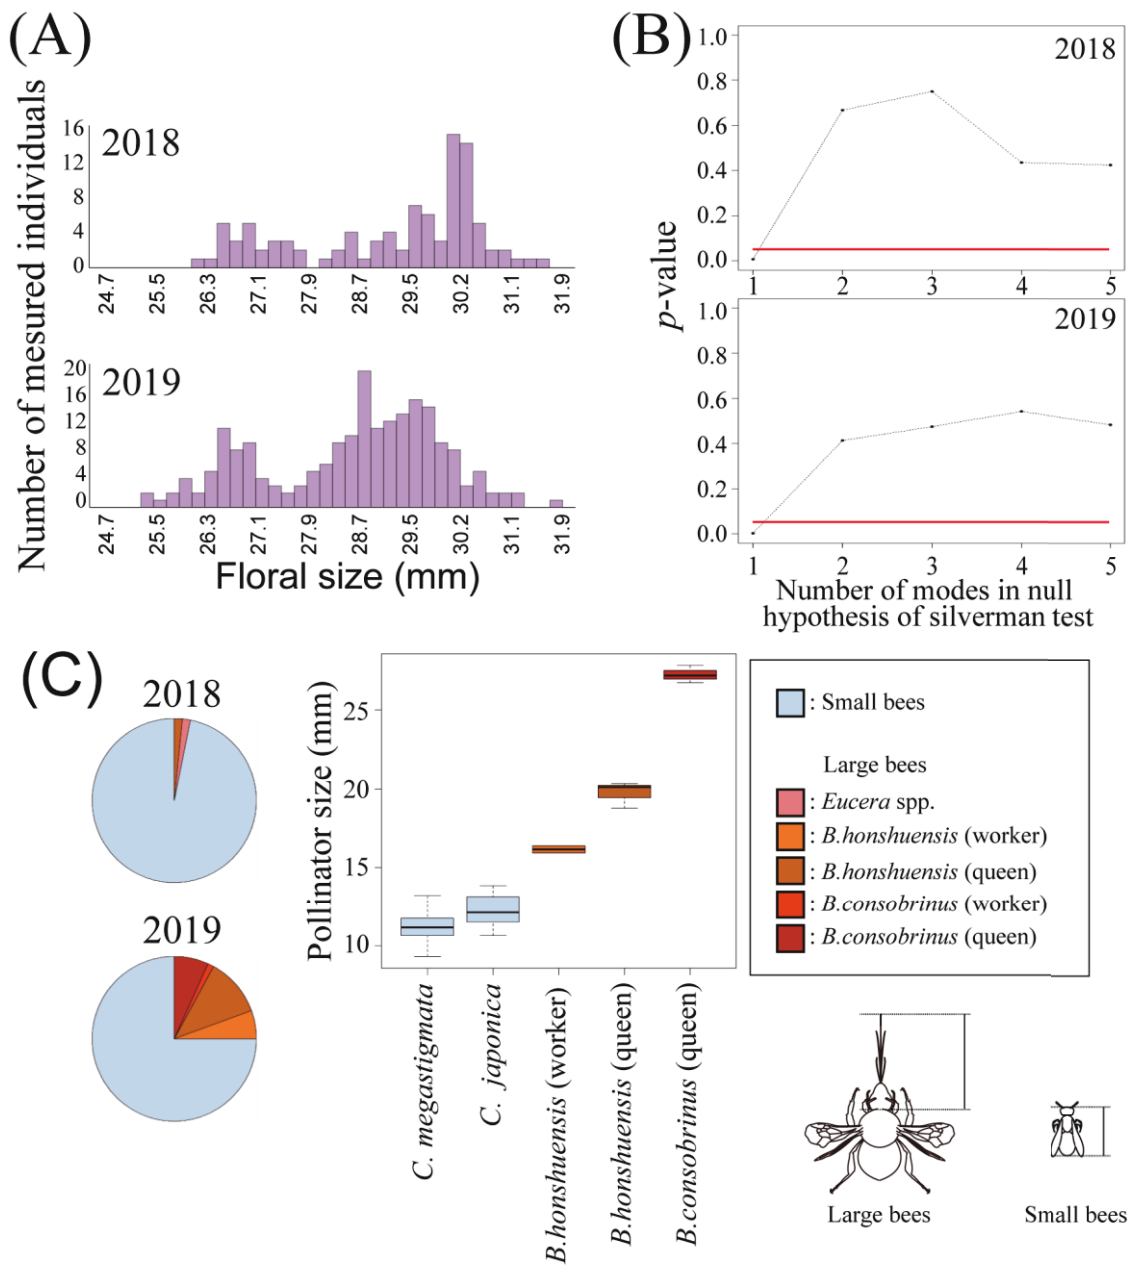 (A)
Number of mesured individuals
2018
16
12
8
4
0
24.7
25.5
26.3
27.1
27.9
28.7
29.5
30.2
31.1
31.9
2019
20
16
12
8
4
0
24.7
25.5
26.3
27.1
27.9
28.7
29.5
30.2
31.1
31.9
Floral size (mm)
(B)
p-value
2018
1.0
0.8
0.6
0.4
0.2
0.0
1
2
3
4
5
2019
1.0
0.8
0.6
0.4
0.2
0.0
1
2
3
4
5
Number of modes in null
hypothesis of silverman test
(C)
2018
2019
Pollinator size (mm)
25
20
15
10
C. megastigmata
C. japonica
B.honshuensis (worker)
B.honshuensis (queen)
B.consobrinus (queen)
: Small bees
Large bees
: Eucera spp.
: B.honshuensis (worker)
: B.honshuensis (queen)
: B.consobrinus (worker)
: B.consobrinus (queen)
Large bees
Small bees